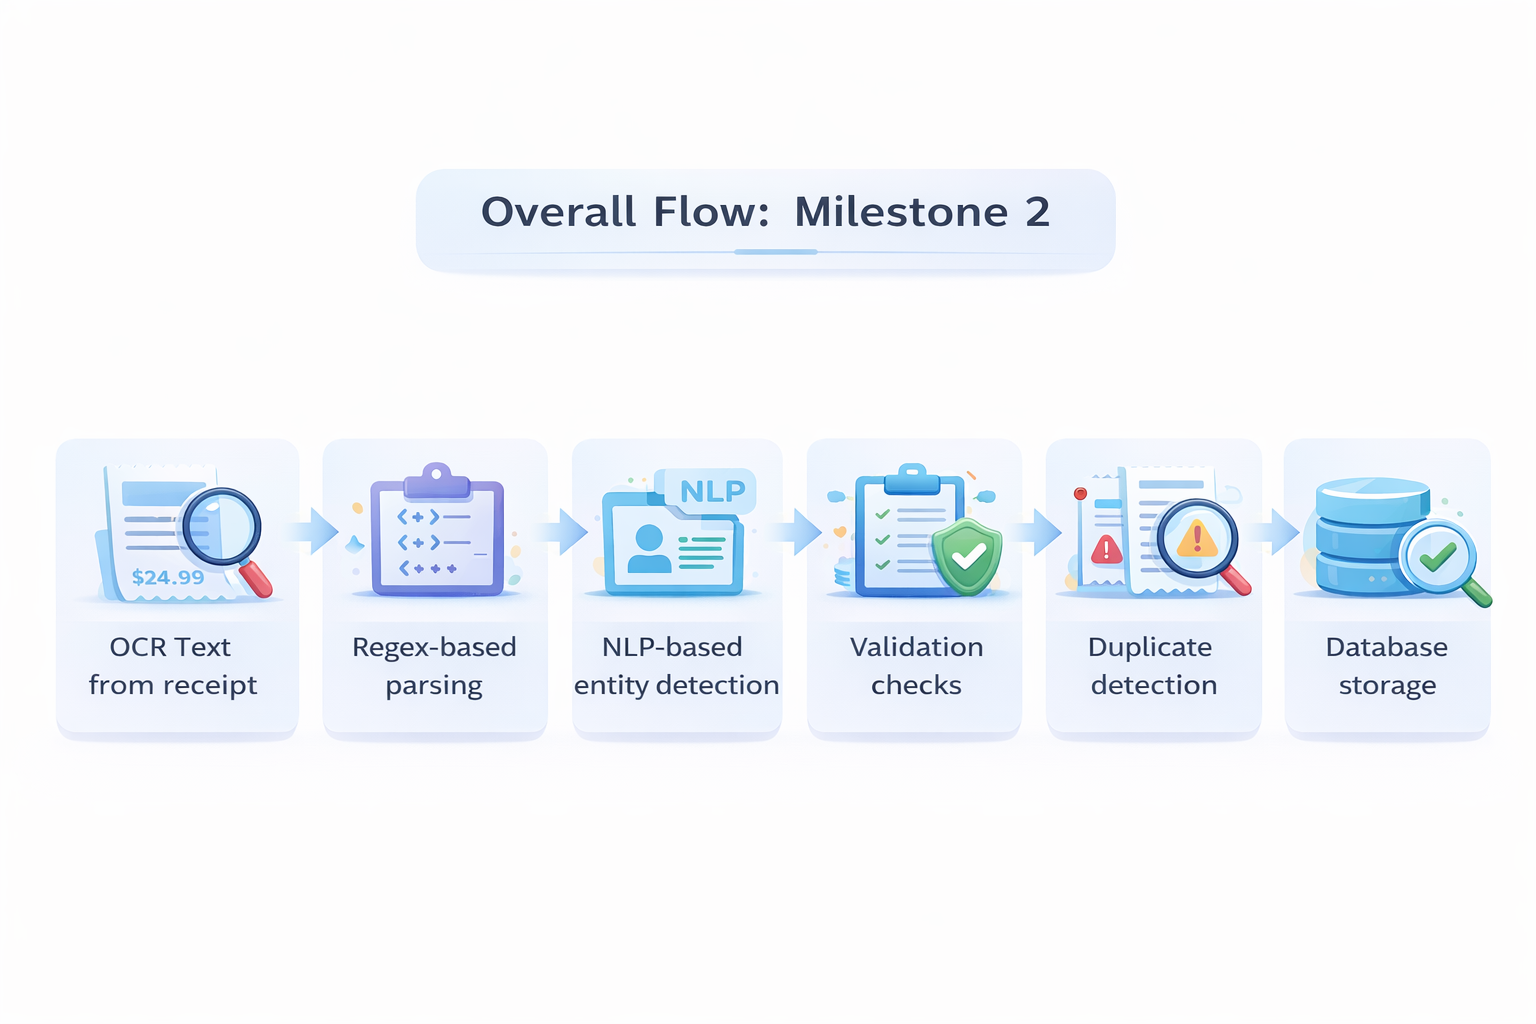 Overall Flow: Milestone 2
$24.99
OCR Text
from receipt
Regex-based
parsing
NLP
NLP-based
entity detection
Validation
checks
Duplicate
detection
Database
storage